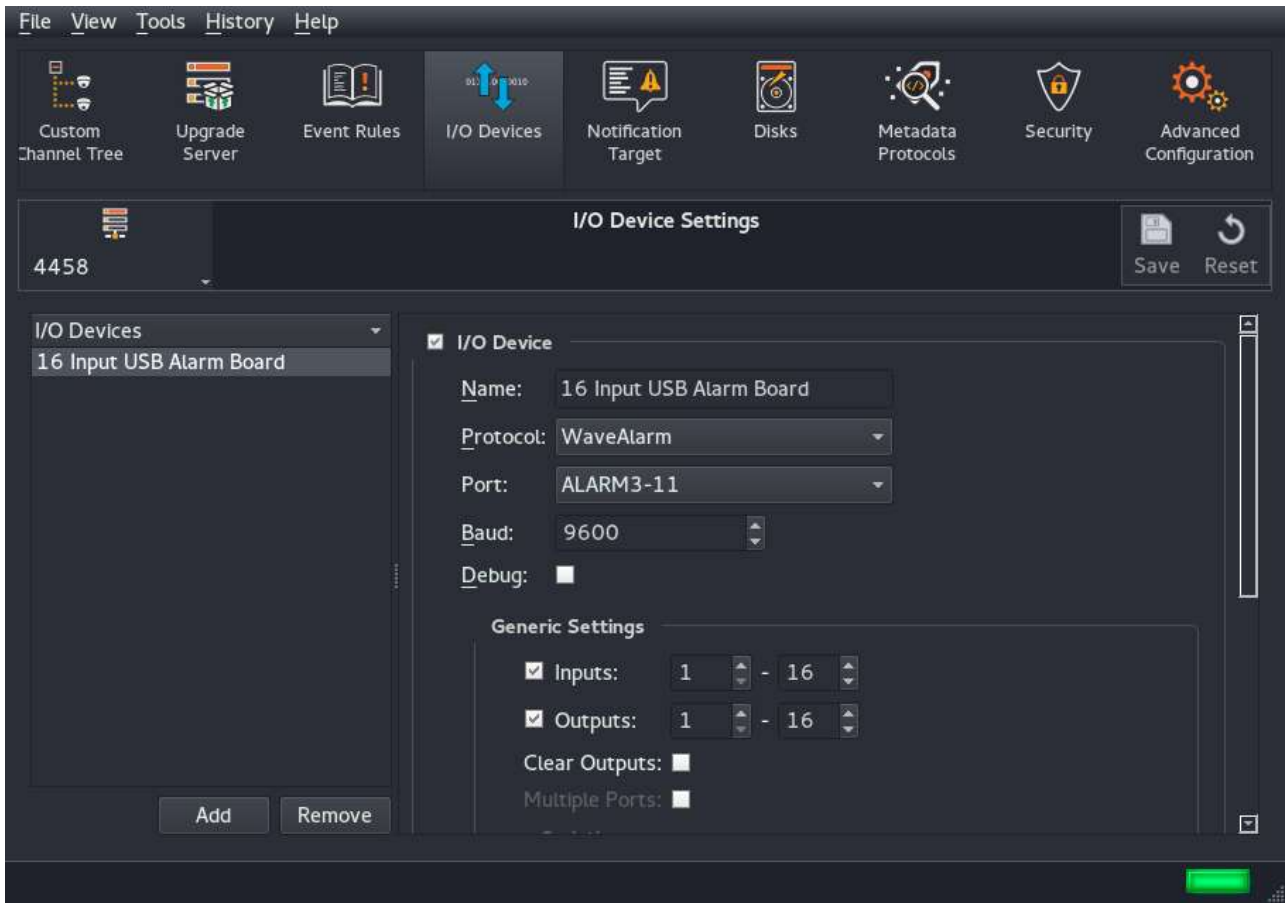 File View Tools History Help
Custom Channel Tree
Upgrade Server
Event Rules
I/O Devices
Notification Target
Disks
Metadata Protocols
Security
Advanced Configuration
4458
I/O Device Settings
Save Reset
I/O Devices
16 Input USB Alarm Board
I/O Device
Name: 16 Input USB Alarm Board
Protocol: WaveAlarm
Port: ALARM3-11
Baud: 9600
Debug:
Generic Settings
Inputs: 1 - 16
Outputs: 1 - 16
Clear Outputs:
Multiple Ports:
Add Remove